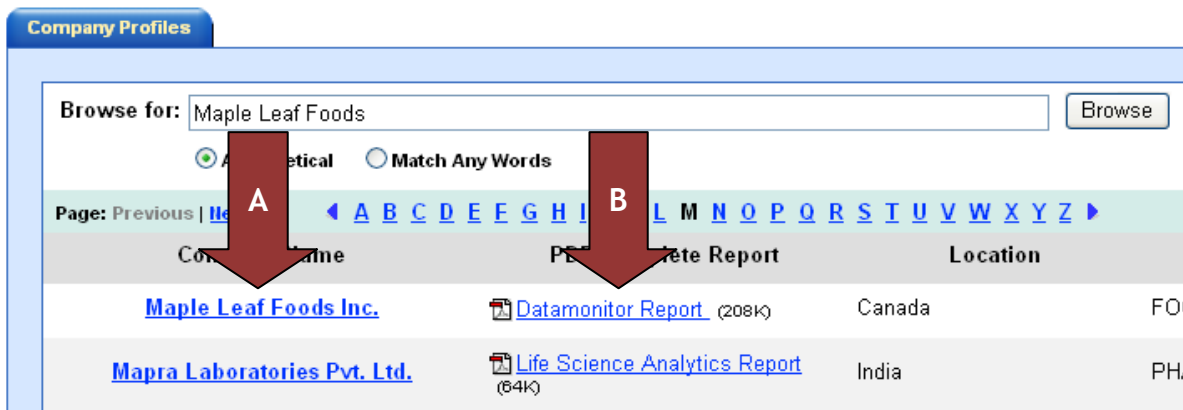 Company Profiles
Browse for: Maple Leaf Foods Browse
Match Any Words
A B
Page: Previous | A B C D E F G H L M N O P Q R S T U V W X Y Z
Report Location
Maple Leaf Foods Inc. Datamonitor Report (208K) Canada
Mapra Laboratories Pvt. Ltd. Life Science Analytics Report India
(64K)